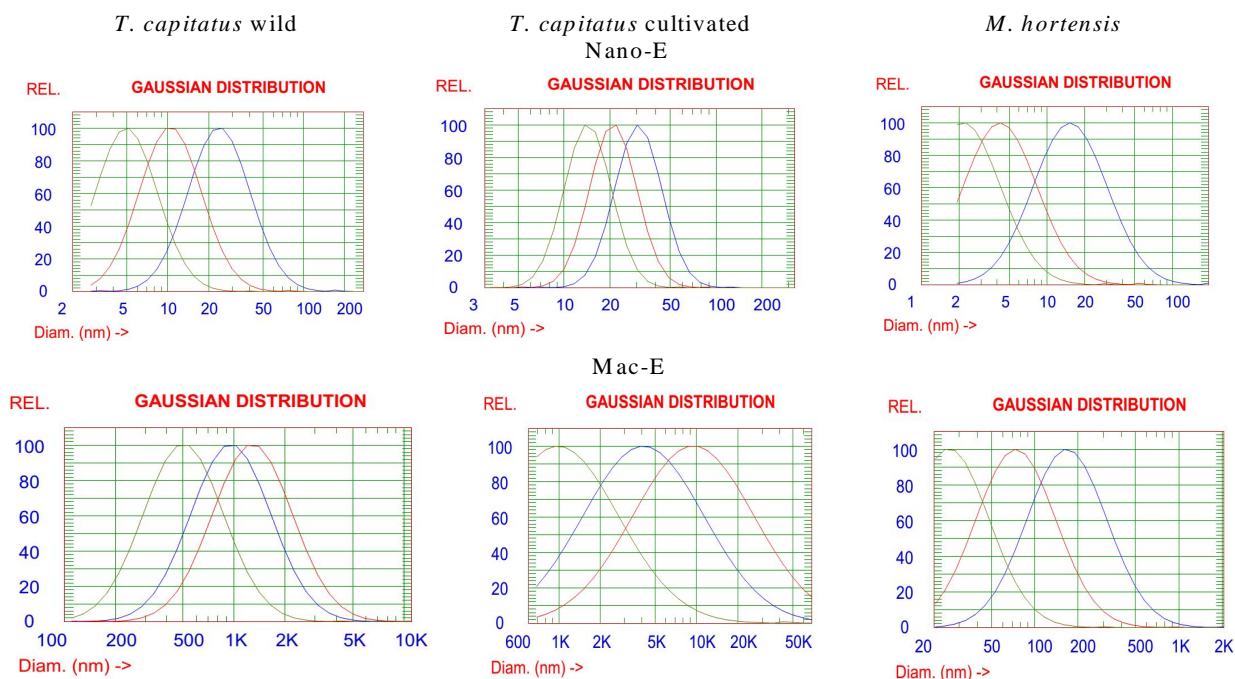 T. capitatus wild
T. capitatus cultivated
M. hortensis
Nano-E
REL. GAUSSIAN DISTRIBUTION
100
80
60
40
20
0
2 5 10 20 50 100 200
Diam. (nm) ->
REL. GAUSSIAN DISTRIBUTION
100
80
60
40
20
0
3 5 10 20 50 100 200
Diam. (nm) ->
REL. GAUSSIAN DISTRIBUTION
100
80
60
40
20
0
1 2 5 10 20 50 100
Diam. (nm) ->
Mac-E
REL. GAUSSIAN DISTRIBUTION
100
80
60
40
20
0
100 200 500 1K 2K 5K 10K
Diam. (nm) ->
REL. GAUSSIAN DISTRIBUTION
100
80
60
40
20
0
600 1K 2K 5K 10K 20K 50K
Diam. (nm) ->
REL. GAUSSIAN DISTRIBUTION
100
80
60
40
20
0
20 50 100 200 500 1K 2K
Diam. (nm) ->